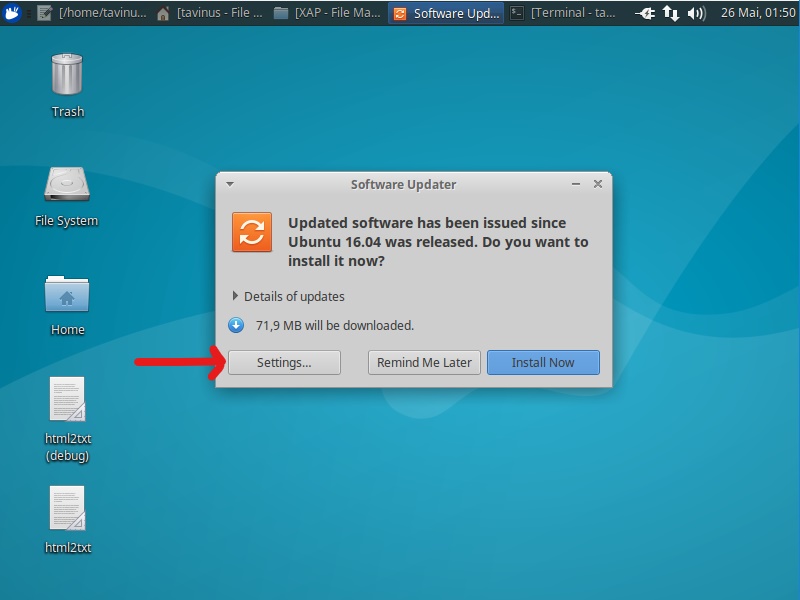 [/home/tavinu...
[tavinus - File ...
[XAP - File Ma...
Software Upd...
[Terminal - ta...
26 Mai, 01:50
Trash
File System
Home
html2txt
(debug)
html2txt
Software Updater
Updated software has been issued since
Ubuntu 16.04 was released. Do you want to
install it now?
Details of updates
71,9 MB will be downloaded.
Settings...
Remind Me Later
Install Now